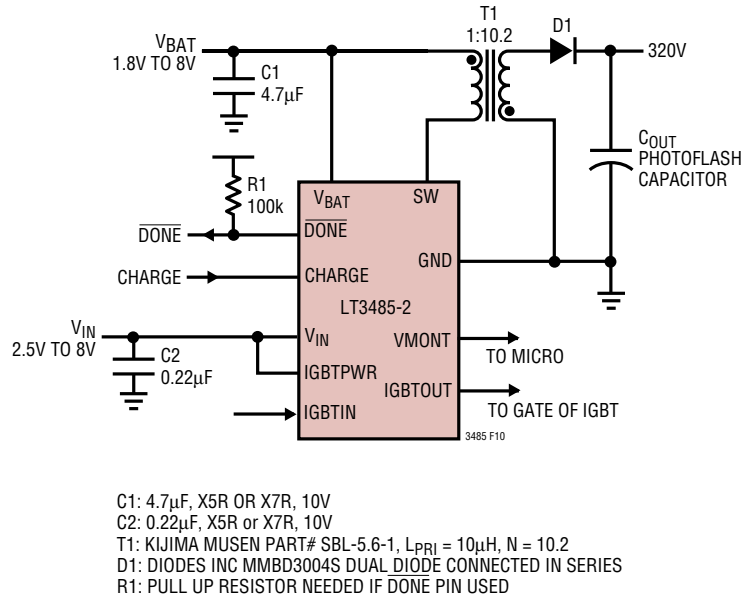 T1
1:10.2
D1
VBAT
1.8V TO 8V
C1
4.7µF
320V
COUT
PHOTOFLASH
CAPACITOR
R1
100k
VBAT
SW
DONE
DONE
GND
CHARGE
CHARGE
LT3485-2
VIN
2.5V TO 8V
VIN
VMONT
TO MICRO
C2
0.22µF
IGBTPWR
IGBTOUT
TO GATE OF IGBT
IGBTIN
3485 F10
C1: 4.7µF, X5R OR X7R, 10V
C2: 0.22µF, X5R or X7R, 10V
T1: KIJIMA MUSEN PART# SBL-5.6-1, LPRI = 10µH, N = 10.2
D1: DIODES INC MMBD3004S DUAL DIODE CONNECTED IN SERIES
R1: PULL UP RESISTOR NEEDED IF DONE PIN USED